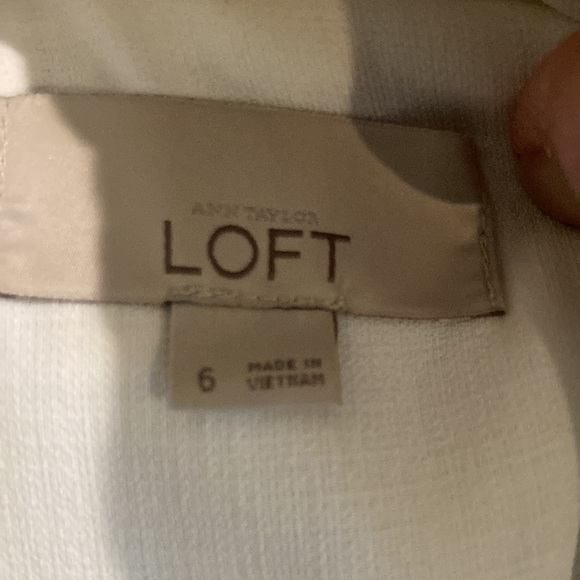 ANN TAYLOR
LOFT
6
MADE IN
VIETNAM